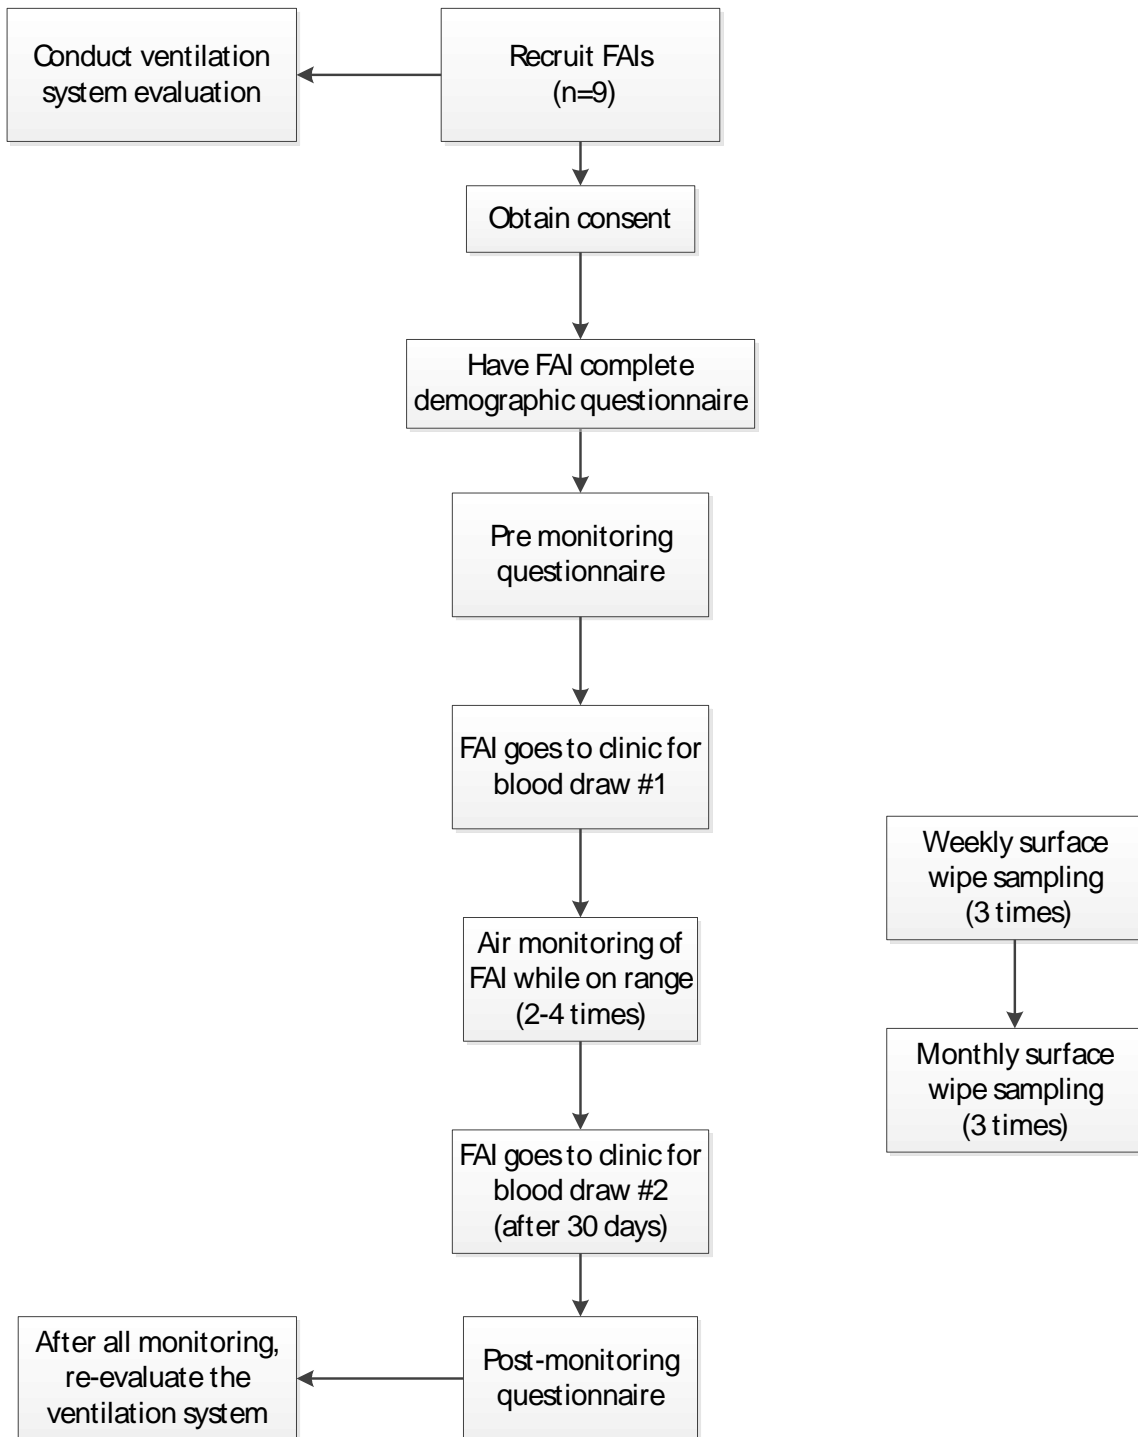 Conduct ventilation
system evaluation
Recruit FAIs
(n=9)
Obtain consent
Have FAI complete
demographic questionnaire
Pre monitoring
questionnaire
FAI goes to clinic for
blood draw #1
Weekly surface
wipe sampling
(3 times)
Air monitoring of
FAI while on range
(2-4 times)
Monthly surface
wipe sampling
(3 times)
FAI goes to clinic for
blood draw #2
(after 30 days)
After all monitoring,
re-evaluate the
ventilation system
Post-monitoring
questionnaire